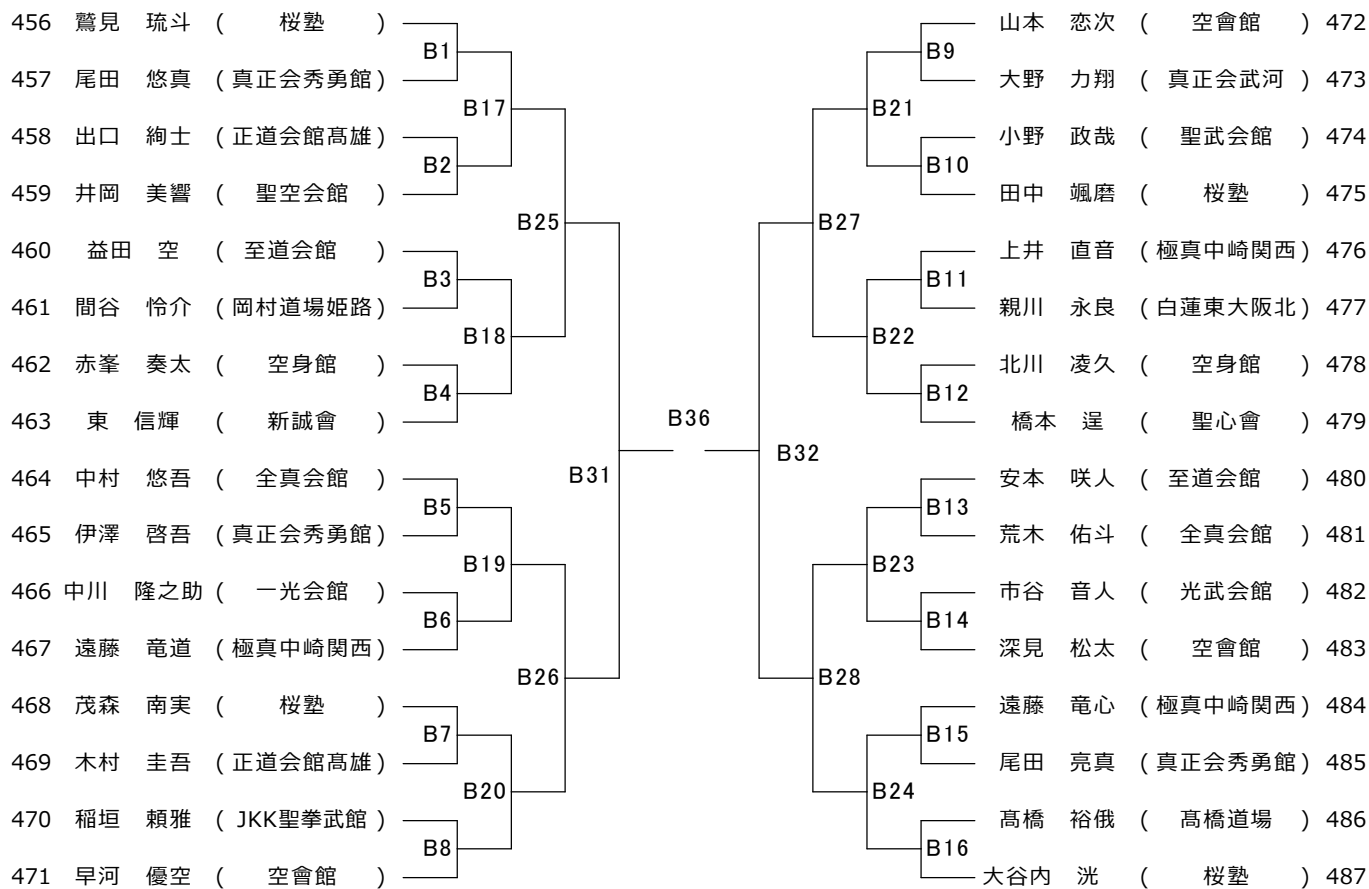 456 鷲見 琉斗 ( 桜塾 )
B1
457 尾田 悠真 ( 真正会秀勇館 )
B17
458 出口 絢士 ( 正道会館髙雄 )
B2
459 井岡 美響 ( 聖空会館 )
B25
460 益田 空 ( 至道会館 )
B3
461 間谷 怜介 ( 岡村道場姫路 )
B18
462 赤峯 奏太 ( 空身館 )
B4
463 東 信輝 ( 新誠會 )
B31
464 中村 悠吾 ( 全真会館 )
B5
465 伊澤 啓吾 ( 真正会秀勇館 )
B19
466 中川 隆之助 ( 一光会館 )
B6
467 遠藤 竜道 ( 極真中崎関西 )
B26
468 茂森 南実 ( 桜塾 )
B7
469 木村 圭吾 ( 正道会館髙雄 )
B20
470 稲垣 頼雅 ( JKK聖拳武館 )
B8
471 早河 優空 ( 空會館 )
B36
山本 恋次 ( 空會館 ) 472
B9
大野 力翔 ( 真正会武河 ) 473
B21
小野 政哉 ( 聖武会館 ) 474
B10
田中 颯磨 ( 桜塾 ) 475
B27
上井 直音 ( 極真中崎関西 ) 476
B11
親川 永良 ( 白蓮東大阪北 ) 477
B22
北川 凌久 ( 空身館 ) 478
B12
橋本 逞 ( 聖心會 ) 479
B32
安本 咲人 ( 至道会館 ) 480
B13
荒木 佑斗 ( 全真会館 ) 481
B23
市谷 音人 ( 光武会館 ) 482
B14
深見 松太 ( 空會館 ) 483
B28
遠藤 竜心 ( 極真中崎関西 ) 484
B15
尾田 亮真 ( 真正会秀勇館 ) 485
B24
髙橋 裕俄 ( 髙橋道場 ) 486
B16
大谷内 洸 ( 桜塾 ) 487